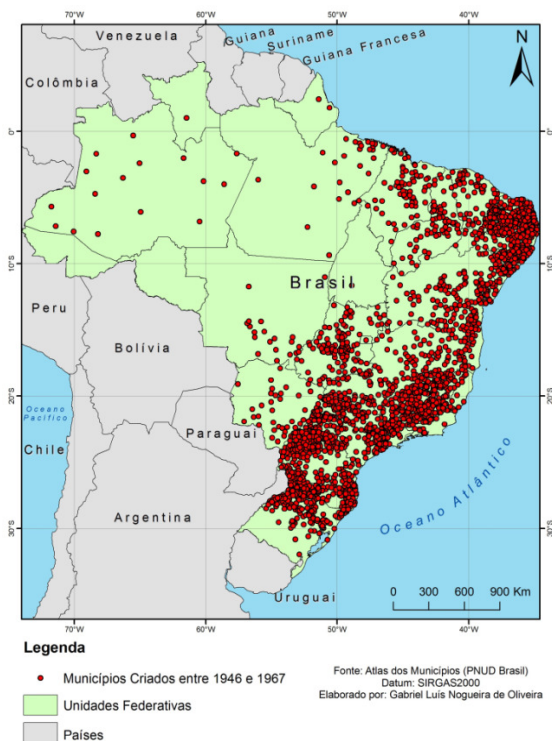 70°W 60°W 50°W 40°W
Venezuela
Guiana
Suriname
Guiana Francesa
N
Colômbia
0° 0°
Brasil
10°S 10°S
Peru
Bolívia
20°S 20°S
Oceano
Pacífico
Paraguai
Chile
Oceano Atlântico
Argentina
30°S 30°S
Uruguai
0 300 600 900 Km
70°W 60°W 50°W 40°W
Legenda
Municípios Criados entre 1946 e 1967
Unidades Federativas
Países
Fonte: Atlas dos Municípios (PNUD Brasil)
Datum: SIRGAS2000
Elaborado por: Gabriel Luís Nogueira de Oliveira